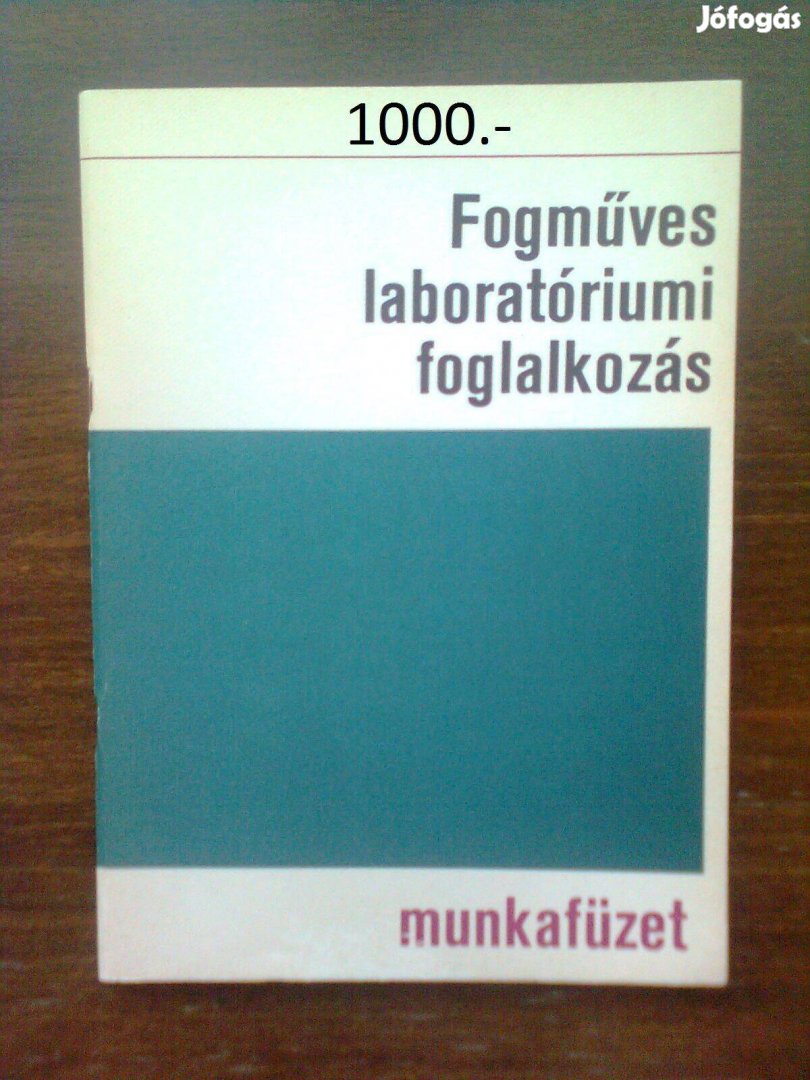 Jófogás
1000.-
Fogműves
laboratóriumi
foglalkozás
munkafüzet